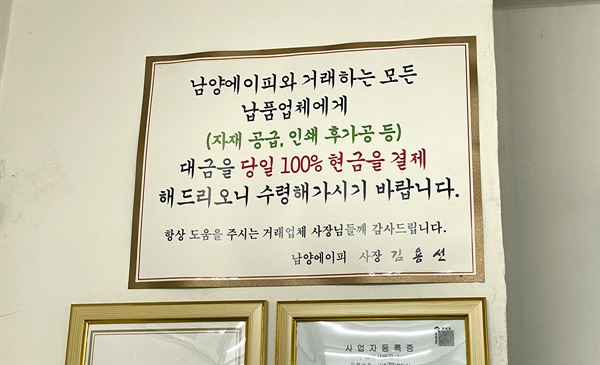 남양에이피와 거래하는 모든
납품업체에게
(자재 공급, 인쇄 후가공 등)
대금을 당일 100% 현금을 결제
해 드리오니 수령해가시기 바랍니다.
항상 도움을 주시는 거래업체 사장님들께 감사드립니다.
남양에이피 사장 김용선
사업자등록증